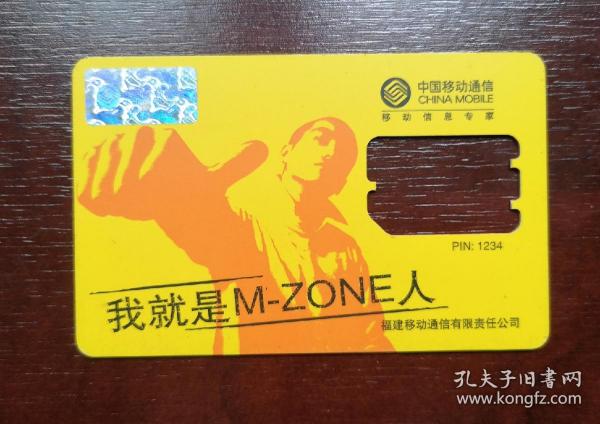 中国移动通信
CHINA MOBILE
移动信息专家
PIN: 1234
我就是M-ZONE人
福建移动通信有限责任公司
孔夫子旧書网
www.kongfz.com